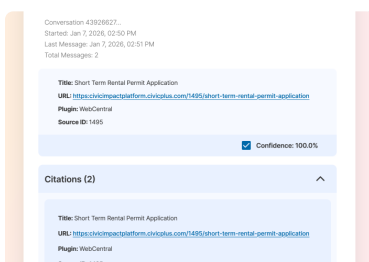 Conversation 43926627...
Started: Jan 7, 2026, 02:50 PM
Last Message: Jan 7, 2026, 02:51 PM
Total Messages: 2
Title: Short Term Rental Permit Application
URL: https:civicimpactplatform.civicplus.com/1495/short-term-rental-permit-application
Plugin: WebCentral
Source ID: 1495
Confidence: 100.0%
Citations (2)
Title: Short Term Rental Permit Application
URL: https:civicimpactplatform.civicplus.com/1495/short-term-rental-permit-application
Plugin: WebCentral